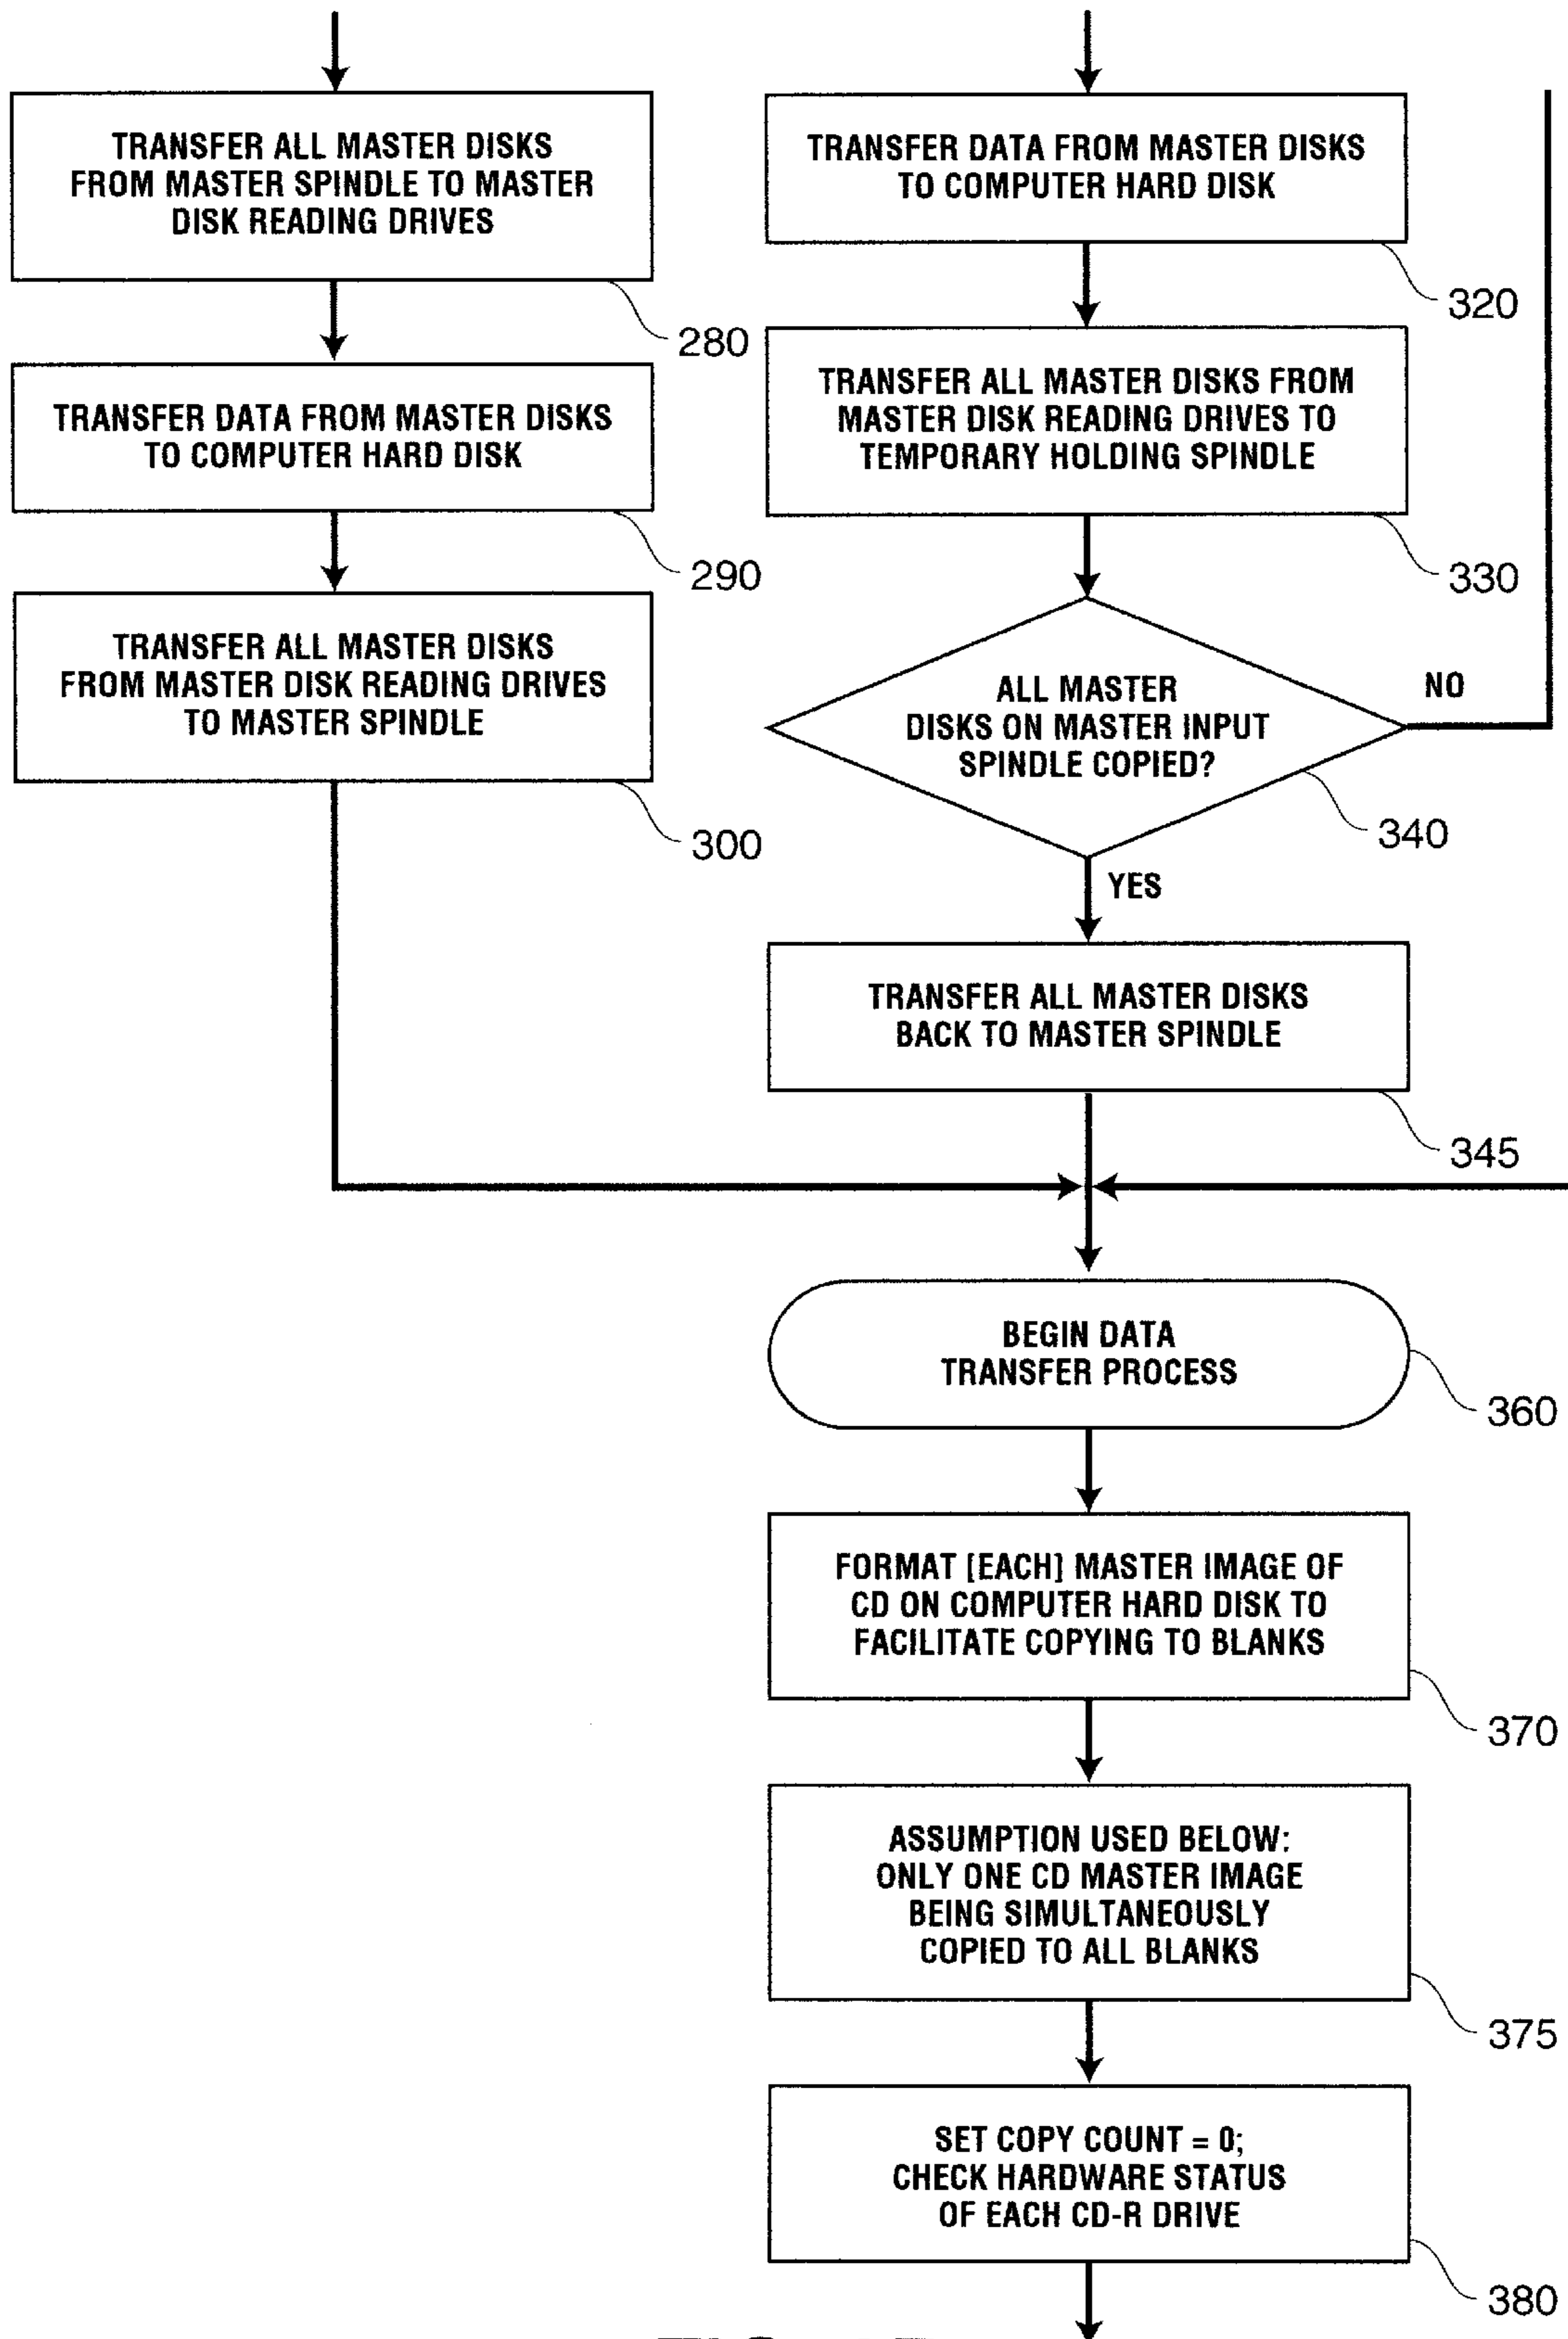 TRANSFER ALL MASTER DISKS
FROM MASTER SPINDLE TO MASTER
DISK READING DRIVES
280
TRANSFER DATA FROM MASTER DISKS
TO COMPUTER HARD DISK
290
TRANSFER ALL MASTER DISKS
FROM MASTER DISK READING DRIVES
TO MASTER SPINDLE
300
TRANSFER DATA FROM MASTER DISKS
TO COMPUTER HARD DISK
320
TRANSFER ALL MASTER DISKS FROM
MASTER DISK READING DRIVES TO
TEMPORARY HOLDING SPINDLE
330
ALL MASTER
DISKS ON MASTER INPUT
SPINDLE COPIED?
NO
340
YES
TRANSFER ALL MASTER DISKS
BACK TO MASTER SPINDLE
345
BEGIN DATA
TRANSFER PROCESS
360
FORMAT [EACH] MASTER IMAGE OF
CD ON COMPUTER HARD DISK TO
FACILITATE COPYING TO BLANKS
370
ASSUMPTION USED BELOW:
ONLY ONE CD MASTER IMAGE
BEING SIMULTANEOUSLY
COPIED TO ALL BLANKS
375
SET COPY COUNT = 0;
CHECK HARDWARE STATUS
OF EACH CD-R DRIVE
380